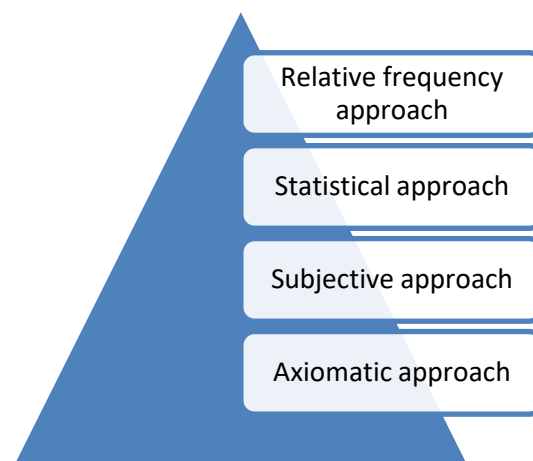 Relative frequency
approach
Statistical approach
Subjective approach
Axiomatic approach